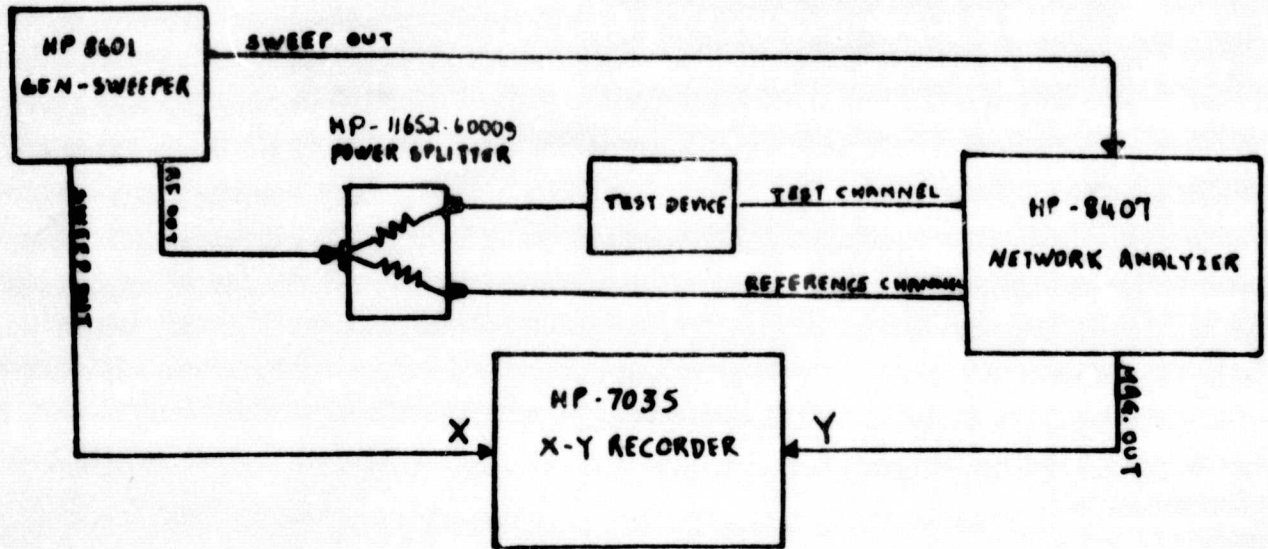 HP 8601
GEN-SWEEPER
SWEEP OUT
HP-11652-60009
POWER SPLITTER
RF OUT
SWEEP OUT
TEST DEVICE
TEST CHANNEL
REFERENCE CHANNEL
HP-8407
NETWORK ANALYZER
MAG. OUT
HP-7035
X-Y RECORDER
X
Y